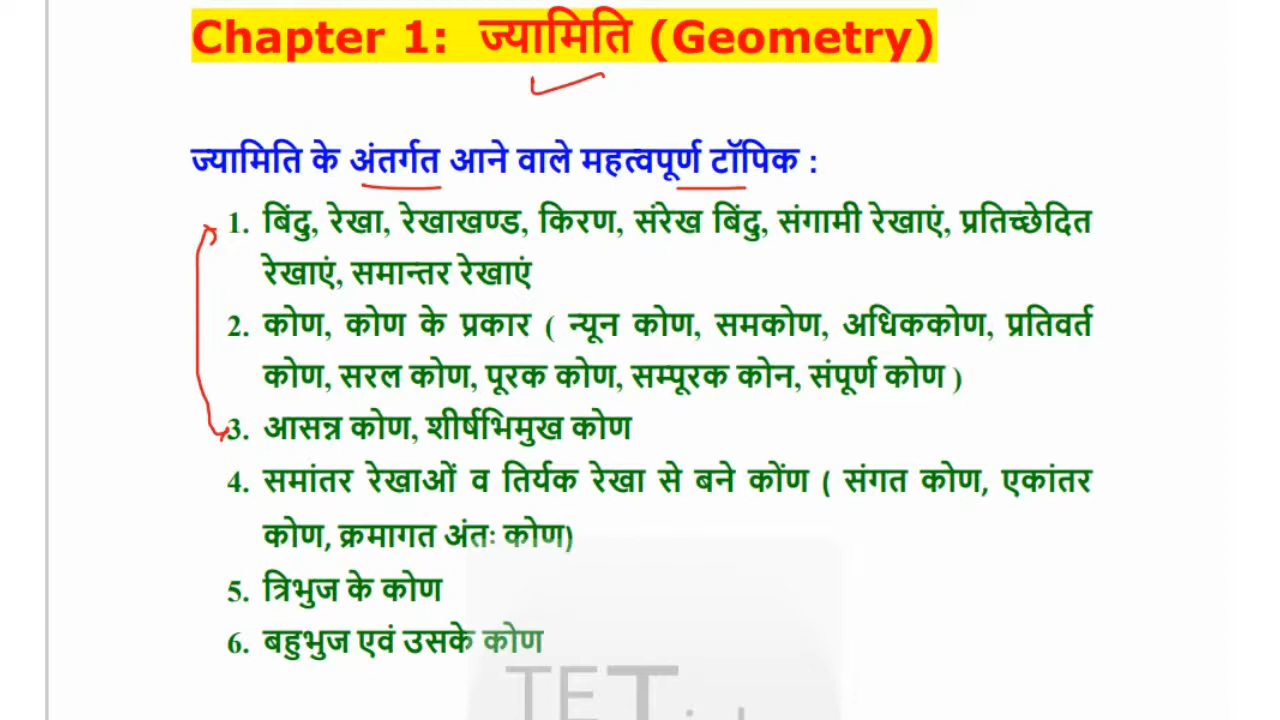 Chapter 1: ज्यामिति (Geometry)
ज्यामिति के अंतर्गत आने वाले महत्वपूर्ण टॉपिक :
1. बिंदु, रेखा, रेखाखण्ड, किरण, संरेख बिंदु, संगामी रेखाएं, प्रतिच्छेदित
रेखाएं, समान्तर रेखाएं
2. कोण, कोण के प्रकार ( न्यून कोण, समकोण, अधिककोण, प्रतिवर्त
कोण, सरल कोण, पूरक कोण, सम्पूरक कोन, संपूर्ण कोण )
3. आसन्न कोण, शीर्षभिमुख कोण
4. समांतर रेखाओं व तिर्यक रेखा से बने कोंण ( संगत कोण, एकांतर
कोण, क्रमागत अंतः कोण)
5. त्रिभुज के कोण
6. बहुभुज एवं उसके कोण
TET